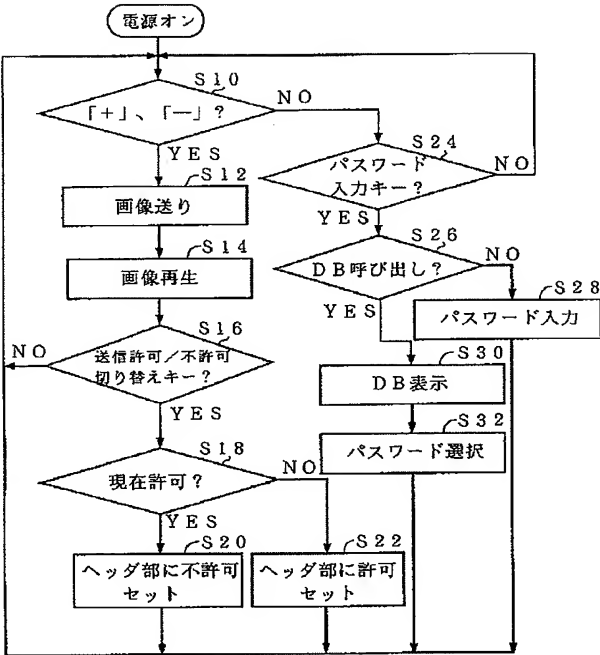 電源オン
S10
「+」、「−」?
NO
YES
S12
画像送り
S14
画像再生
S16
送信許可/不許可
切り替えキー?
NO
YES
S18
現在許可?
NO
YES
S20
ヘッダ部に不許可
セット
S22
ヘッダ部に許可
セット
S24
パスワード
入力キー?
NO
YES
S26
DB呼び出し?
NO
YES
S28
パスワード入力
S30
DB表示
S32
パスワード選択